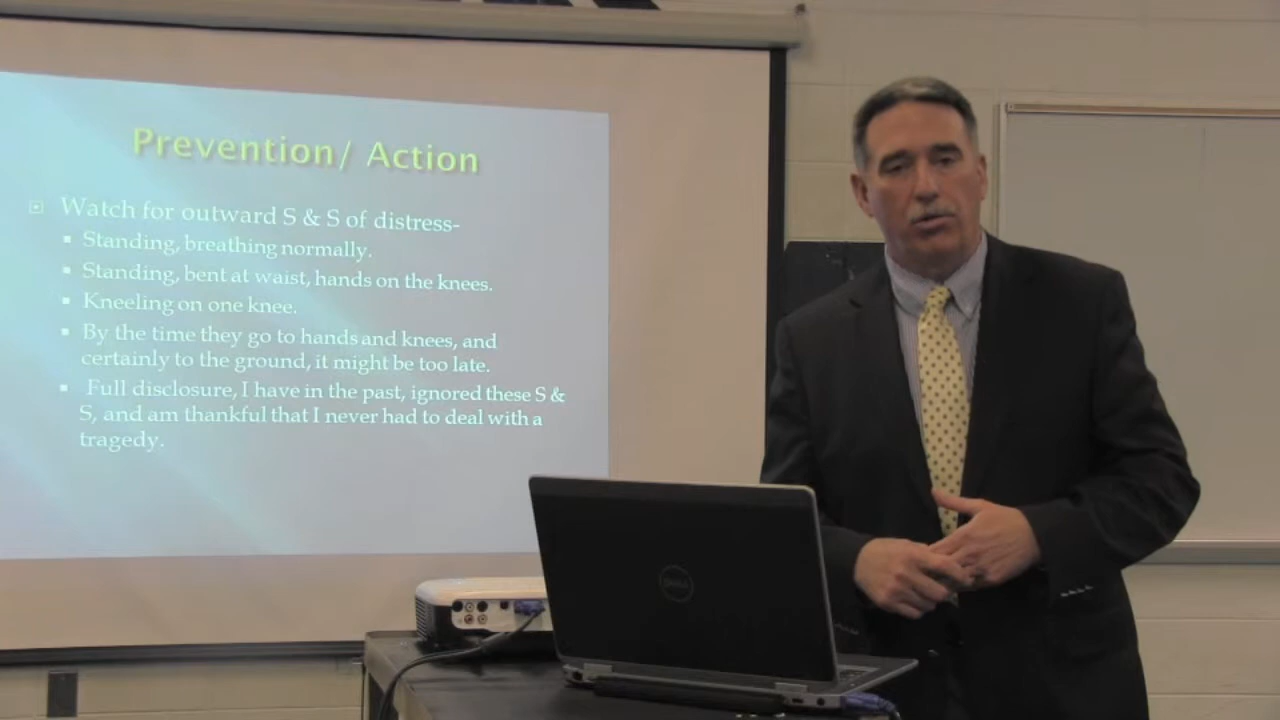 Prevention/ Action
Watch for outward S & S of distress-
Standing, breathing normally.
Standing, bent at waist, hands on the knees.
Kneeling on one knee.
By the time they go to hands and knees, and
certainly to the ground, it might be too late.
Full disclosure, I have in the past, ignored these S &
S, and am thankful that I never had to deal with a
tragedy.
DELL